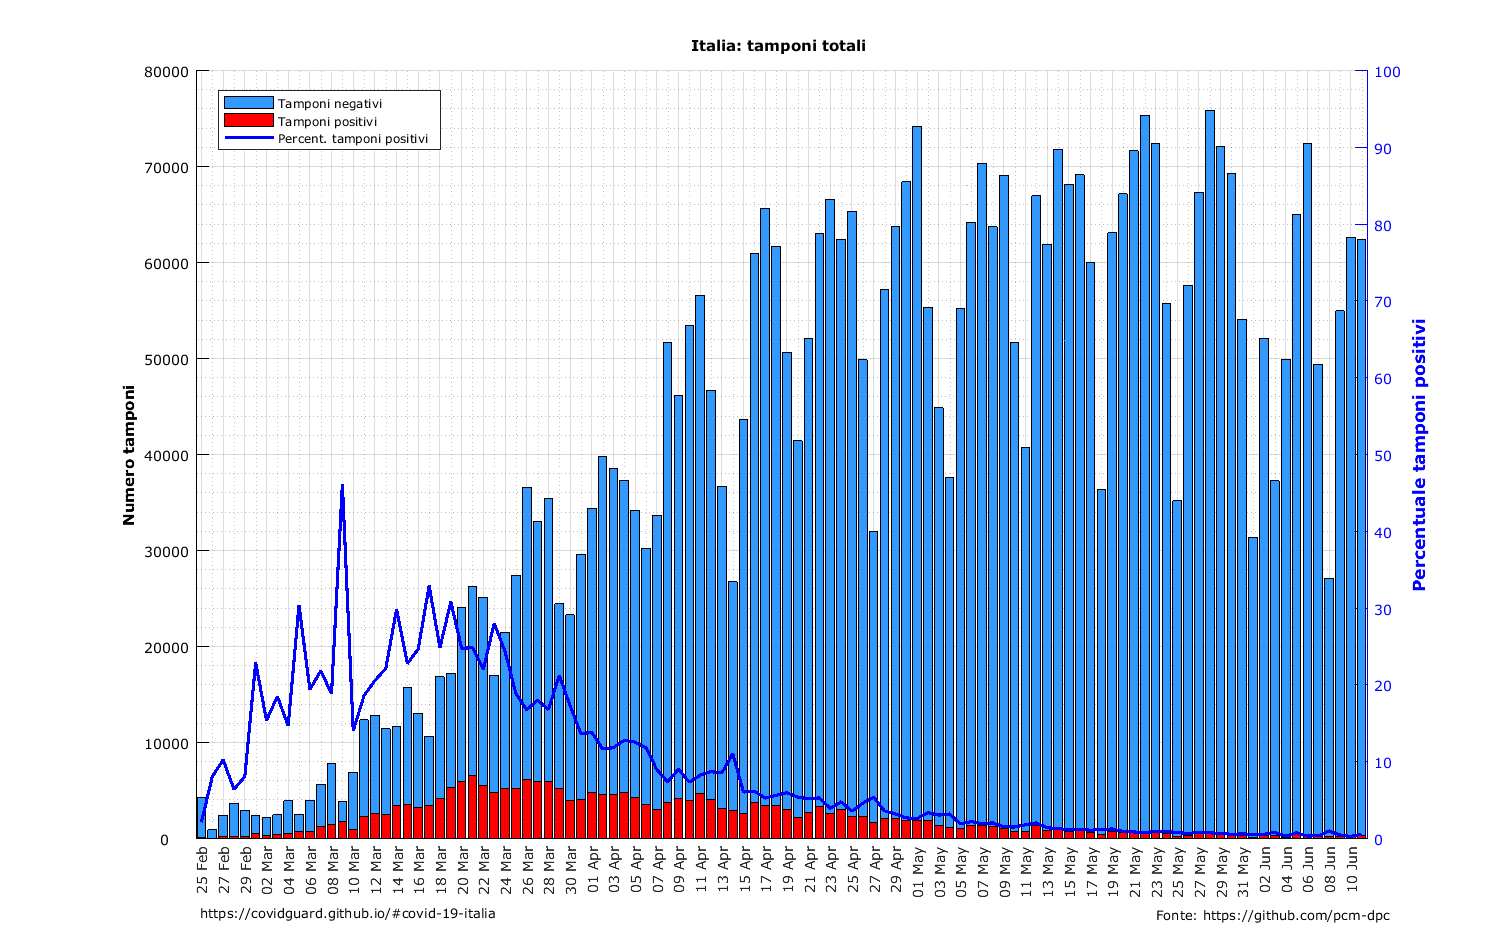 Italia: tamponi totali
80000
70000
60000
50000
40000
30000
20000
10000
0
Numero tamponi
Tamponi negativi
Tamponi positivi
Percent. tamponi positivi
100
90
80
70
60
50
40
30
20
10
0
Percentuale tamponi positivi
25 Feb
27 Feb
29 Feb
02 Mar
04 Mar
06 Mar
08 Mar
10 Mar
12 Mar
14 Mar
16 Mar
18 Mar
20 Mar
22 Mar
24 Mar
26 Mar
28 Mar
30 Mar
01 Apr
03 Apr
05 Apr
07 Apr
09 Apr
11 Apr
13 Apr
15 Apr
17 Apr
19 Apr
21 Apr
23 Apr
25 Apr
27 Apr
29 Apr
01 May
03 May
05 May
07 May
09 May
11 May
13 May
15 May
17 May
19 May
21 May
23 May
25 May
27 May
29 May
31 May
02 Jun
04 Jun
06 Jun
08 Jun
10 Jun
https://covidguard.github.io/#covid-19-italia
Fonte: https://github.com/pcm-dpc